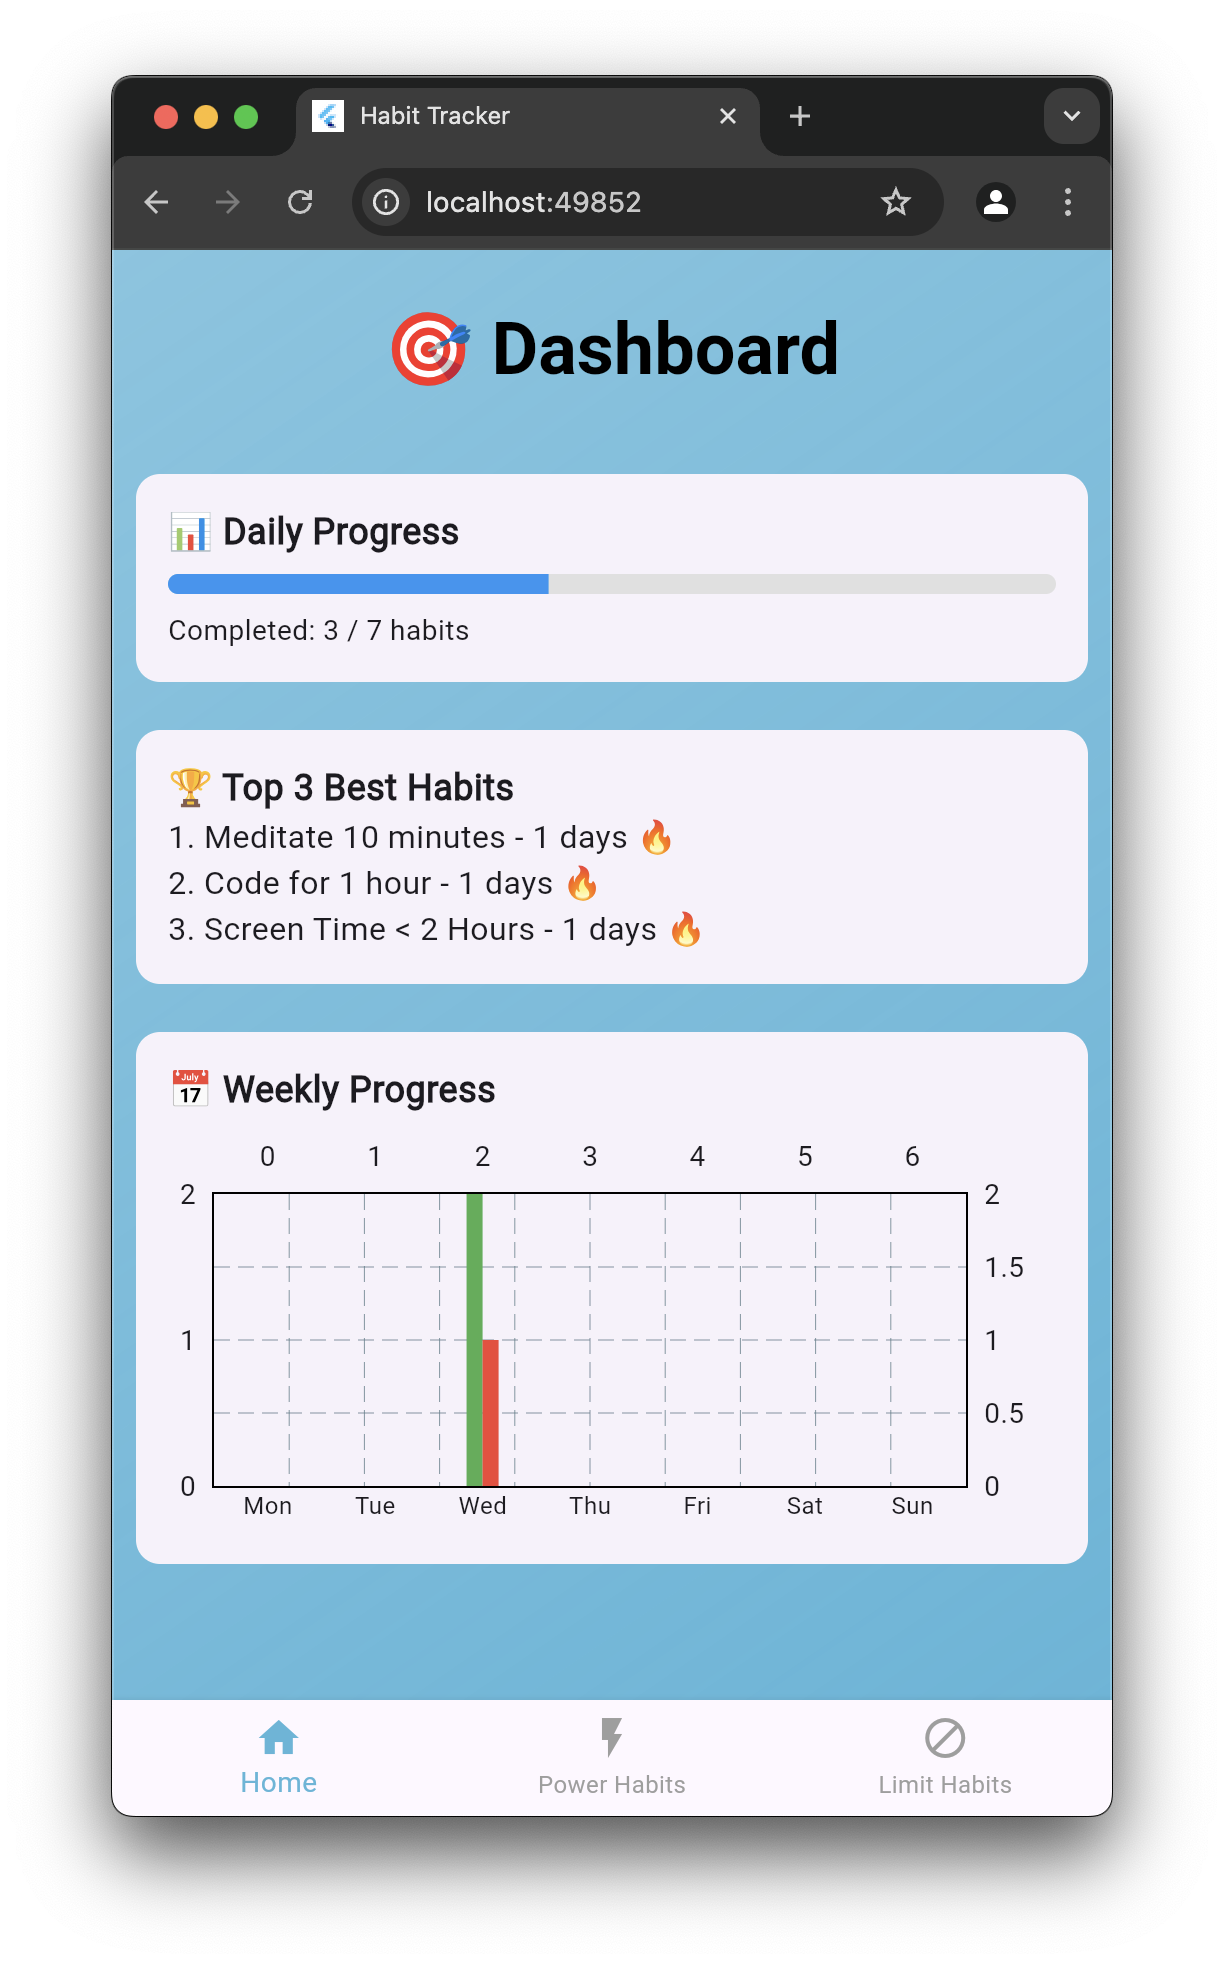 Habit Tracker
localhost:49852
🎯 Dashboard
📊 Daily Progress
Completed: 3 / 7 habits
🏆 Top 3 Best Habits
1. Meditate 10 minutes - 1 days 🔥
2. Code for 1 hour - 1 days 🔥
3. Screen Time < 2 Hours - 1 days 🔥
📅 Weekly Progress
July
17
0 1 2 3 4 5 6
2 2
1.5
1 1
0.5
0 0
Mon Tue Wed Thu Fri Sat Sun
Home Power Habits Limit Habits